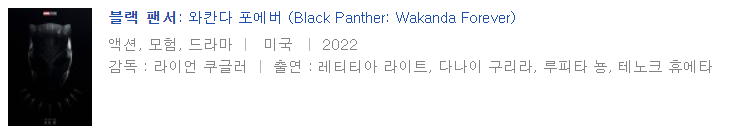 블랙 팬서: 와칸다 포에버 (Black Panther: Wakanda Forever)
액션, 모험, 드라마 | 미국 | 2022
감독 : 라이언 쿠글러 | 출연 : 레티티아 라이트, 다나이 구리라, 루피타 뇽, 테노크 휴에타